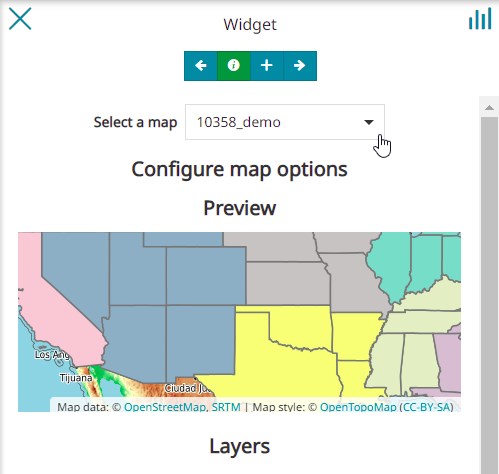 Widget
Select a map 10358_demo
Configure map options
Preview
Los Ang
Tijuana
Ciudad Ju
Map data: © OpenStreetMap, SRTM | Map style: © OpenTopoMap (CC-BY-SA)
Layers